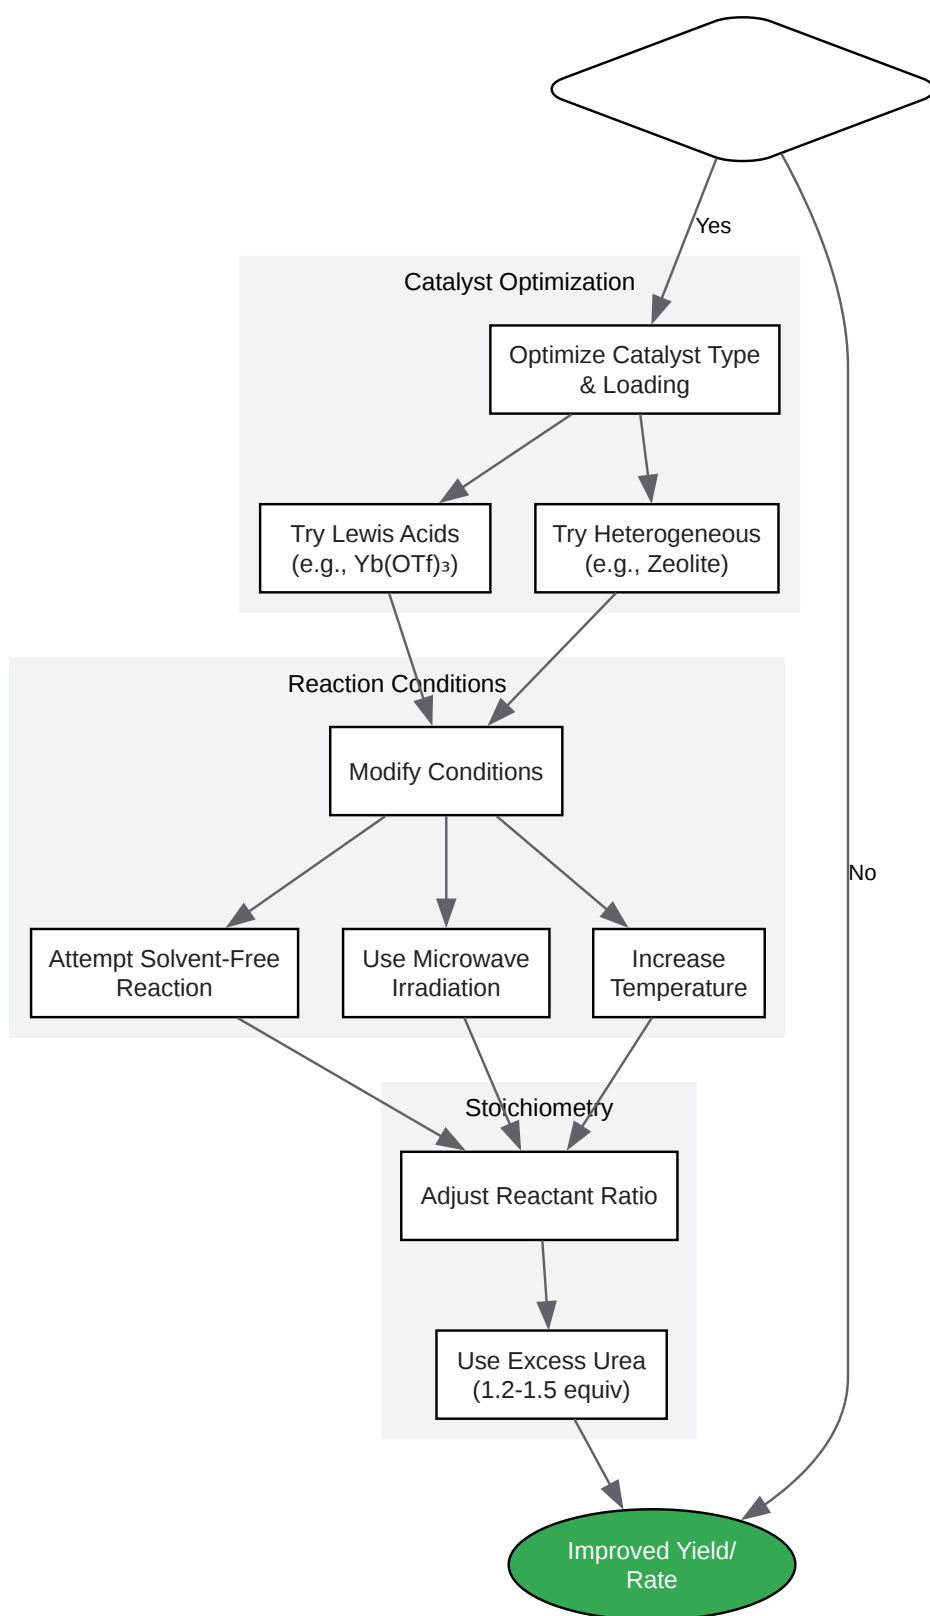 Yes
Catalyst Optimization
Optimize Catalyst Type
& Loading
Try Lewis Acids
(e.g., Yb(OTf)₃)
Try Heterogeneous
(e.g., Zeolite)
Reaction Conditions
Modify Conditions
No
Attempt Solvent-Free
Reaction
Use Microwave
Irradiation
Increase
Temperature
Stoichiometry
Adjust Reactant Ratio
Use Excess Urea
(1.2-1.5 equiv)
Improved Yield/
Rate